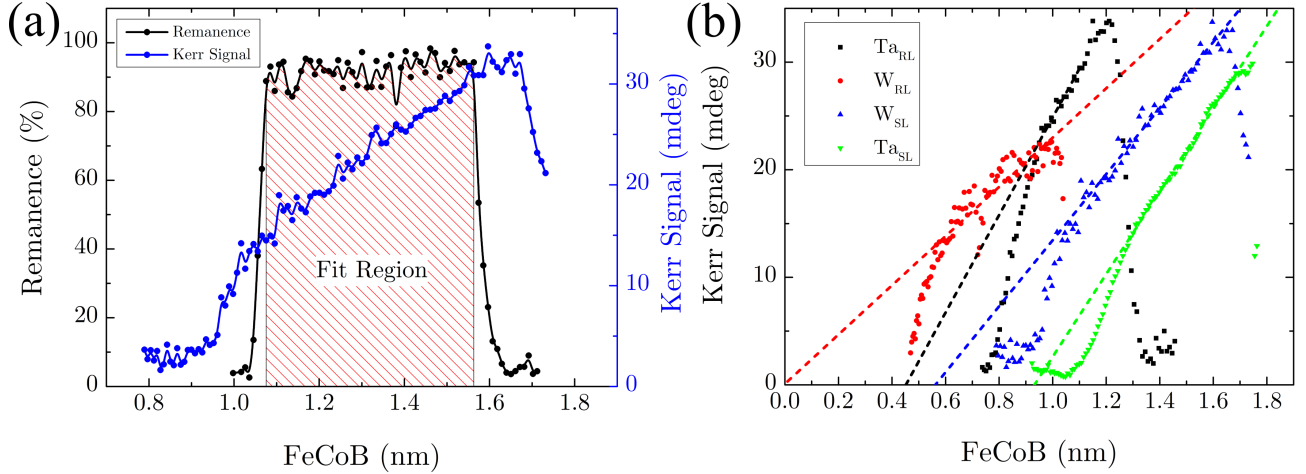 (a)
Remanence
Kerr Signal
100
80
60
40
20
0
Remanence (%)
Fit Region
30
20
10
0
Kerr Signal (mdeg)
0.8 1.0 1.2 1.4 1.6 1.8
FeCoB (nm)
(b)
Ta_RL
W_RL
W_SL
Ta_SL
30
20
10
0
Kerr Signal (mdeg)
0.0 0.2 0.4 0.6 0.8 1.0 1.2 1.4 1.6 1.8
FeCoB (nm)